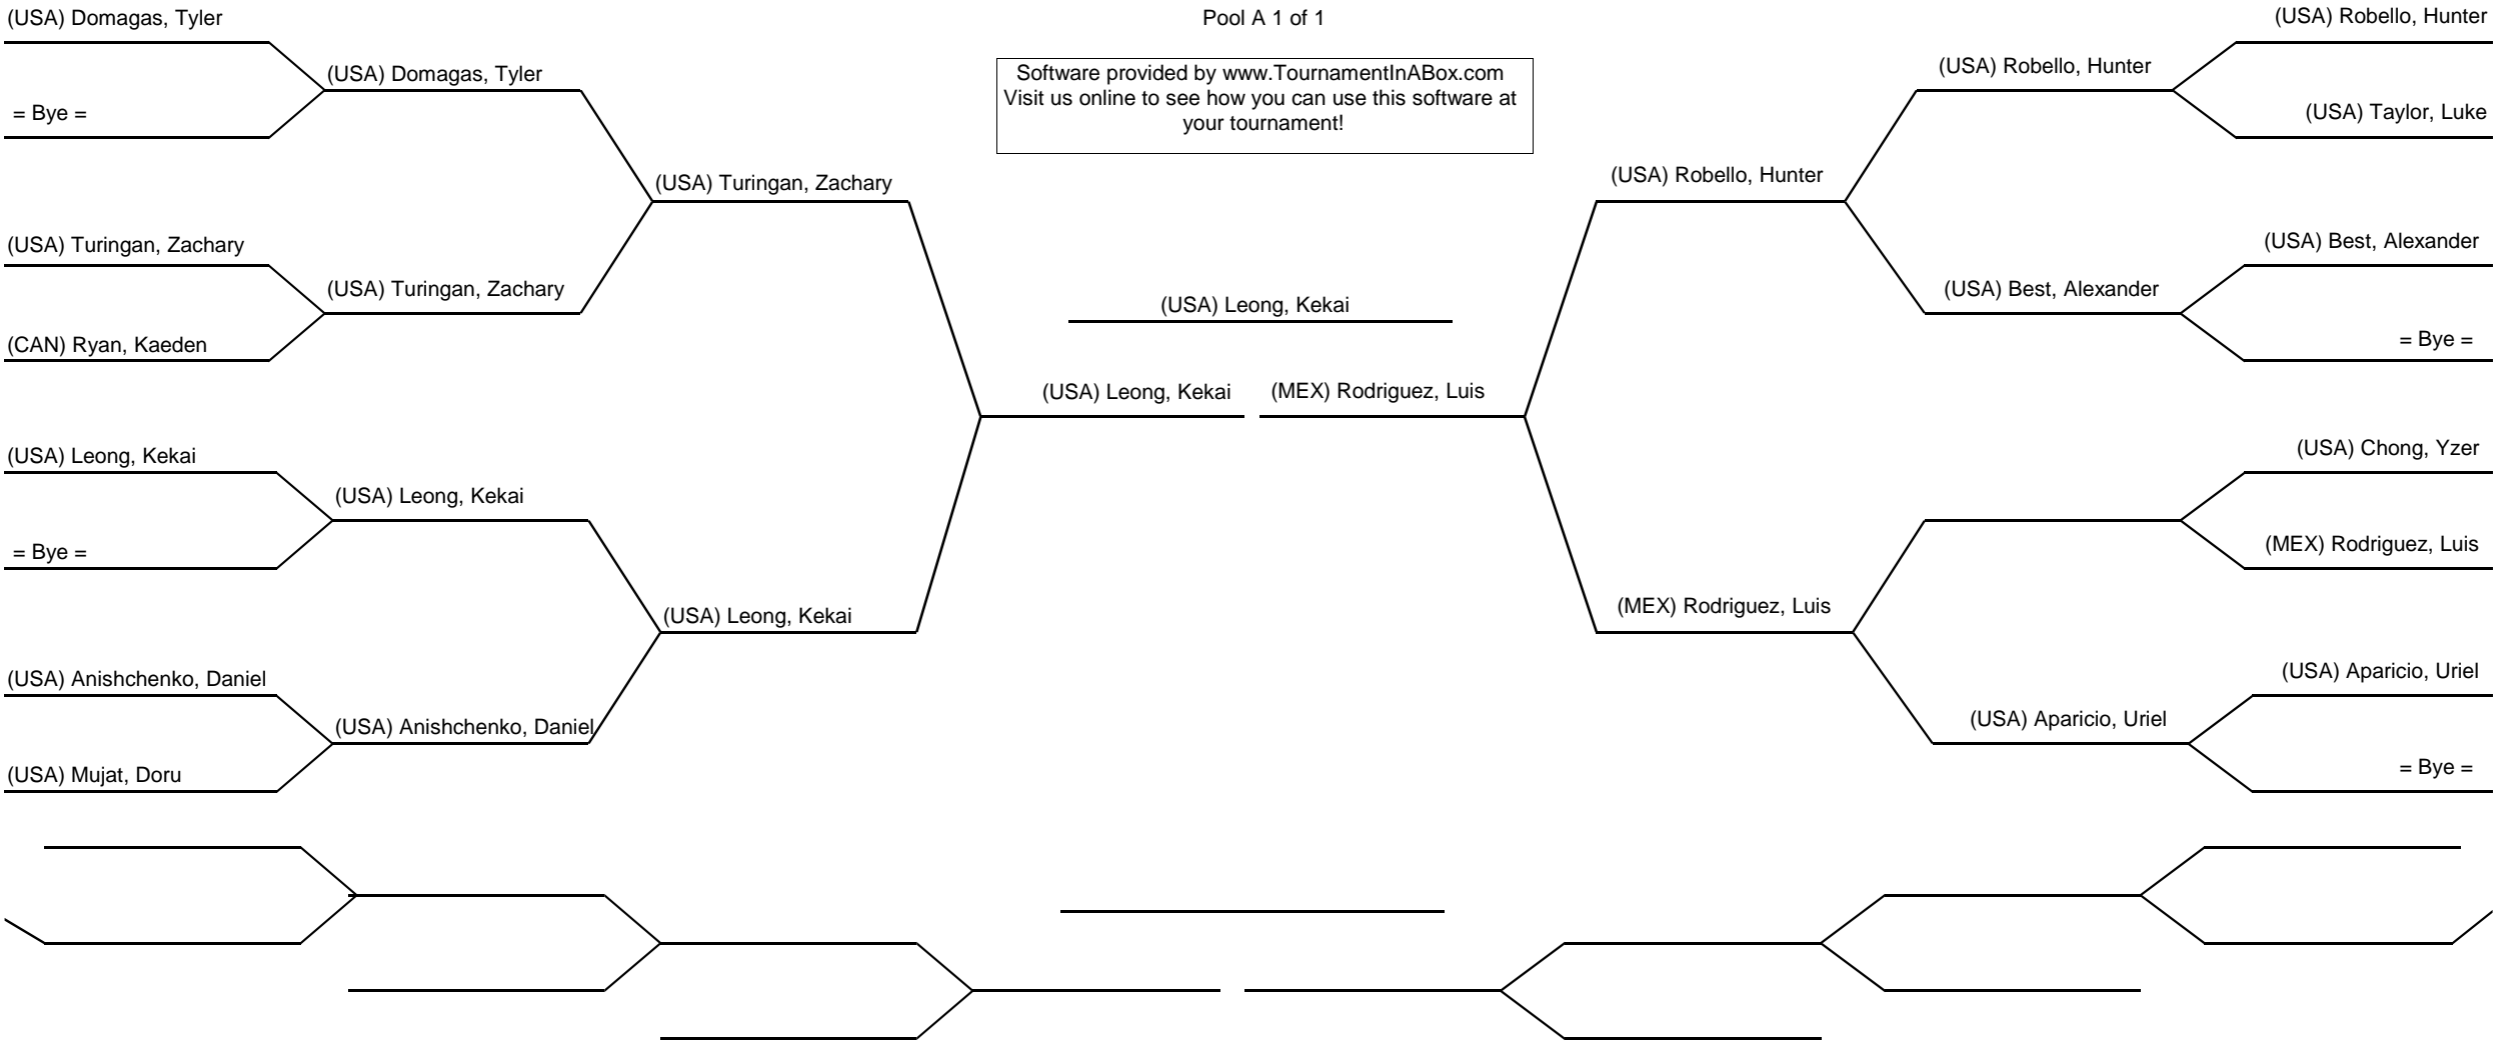 Pool A 1 of 1
Software provided by www.TournamentInABox.com
Visit us online to see how you can use this software at
your tournament!
(USA) Domagas, Tyler
= Bye =
(USA) Turingan, Zachary
(CAN) Ryan, Kaeden
(USA) Leong, Kekai
= Bye =
(USA) Anishchenko, Daniel
(USA) Mujat, Doru
(USA) Domagas, Tyler
(USA) Turingan, Zachary
(USA) Leong, Kekai
(USA) Anishchenko, Daniel
(USA) Turingan, Zachary
(USA) Leong, Kekai
(USA) Leong, Kekai
(USA) Leong, Kekai
(MEX) Rodriguez, Luis
(USA) Robello, Hunter
(MEX) Rodriguez, Luis
(USA) Robello, Hunter
(USA) Best, Alexander
(USA) Aparicio, Uriel
(USA) Robello, Hunter
(USA) Taylor, Luke
(USA) Best, Alexander
= Bye =
(USA) Chong, Yzer
(MEX) Rodriguez, Luis
(USA) Aparicio, Uriel
= Bye =